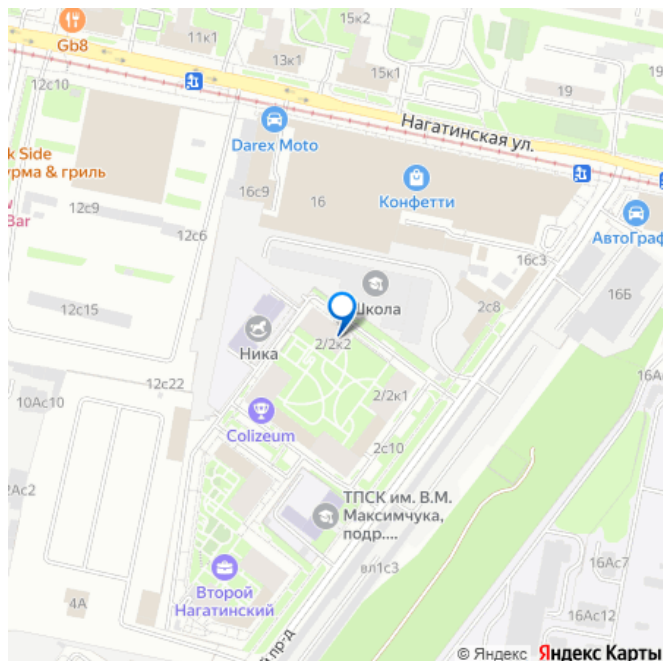 15к2
11к1
Gb8
13к1
15к1
12с10
19
Нагатинская ул.
Darex Moto
k Side
урма & гриль
16с9
16
Конфетти
12с9
Bar
12с6
АвтоГраф
16с3
16Б
12с15
Школа
2с8
Ника
2/2к2
12с22
16А
10Ас10
2/2к1
Colizeum
2с10
2Ас2
ТПСК им. В.М.
Максимчука,
подр....
вл1с3
16Ас7
Второй
Нагатинский
4А
16Ас12
й пр-д
© Яндекс Яндекс Карты